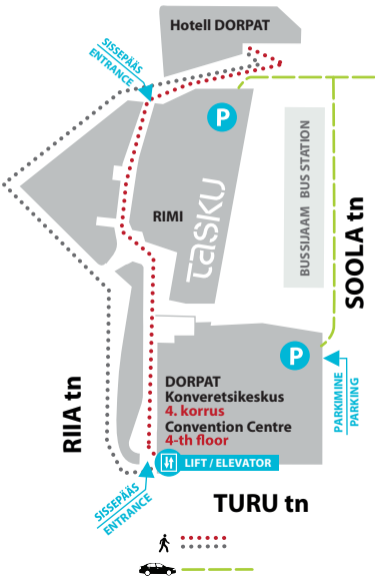 Hotell DORPAT
SISSEPÄÄS
ENTRANCE
P
RIMI
TASKU
BUSSIJAAM BUS STATION
SOOLA tn
P
DORPAT
Konveretsikeskus
4. korrus
Convention Centre
4-th floor
LIFT / ELEVATOR
PARKIMINE
PARKING
RIIA tn
SISSEPÄÄS
ENTRANCE
TURU tn